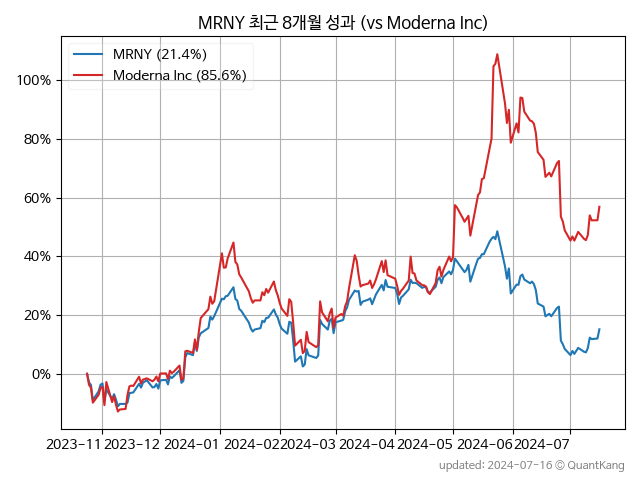 MRNY 최근 8개월 성과 (vs Moderna Inc)
MRNY (21.4%)
Moderna Inc (85.6%)
100%
80%
60%
40%
20%
0%
2023-11 2023-12 2024-01 2024-02 2024-03 2024-04 2024-05 2024-06 2024-07
updated: 2024-07-16 © QuantKang